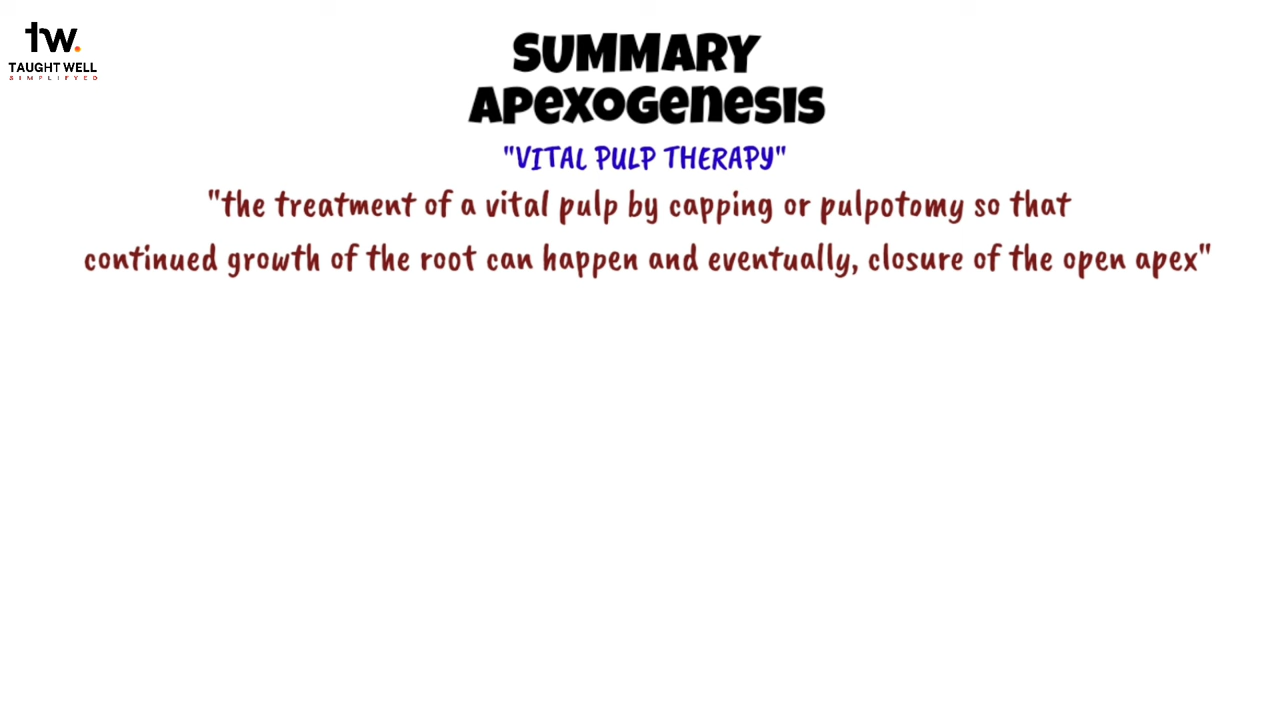 tw.
TAUGHT WELL
SIMPLIFYED
SUMMARY
APEXOGENESIS
"VITAL PULP THERAPY"
"the treatment of a vital pulp by capping or pulpotomy so that
continued growth of the root can happen and eventually, closure of the open apex"